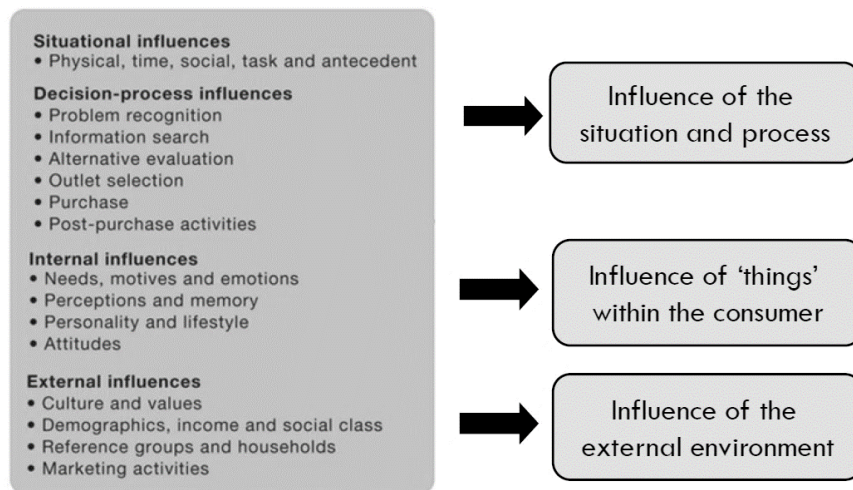 Situational influences
• Physical, time, social, task and antecedent
Decision-process influences
• Problem recognition
• Information search
• Alternative evaluation
• Outlet selection
• Purchase
• Post-purchase activities
Internal influences
• Needs, motives and emotions
• Perceptions and memory
• Personality and lifestyle
• Attitudes
External influences
• Culture and values
• Demographics, income and social class
• Reference groups and households
• Marketing activities
Influence of the
situation and process
Influence of ‘things’
within the consumer
Influence of the
external environment